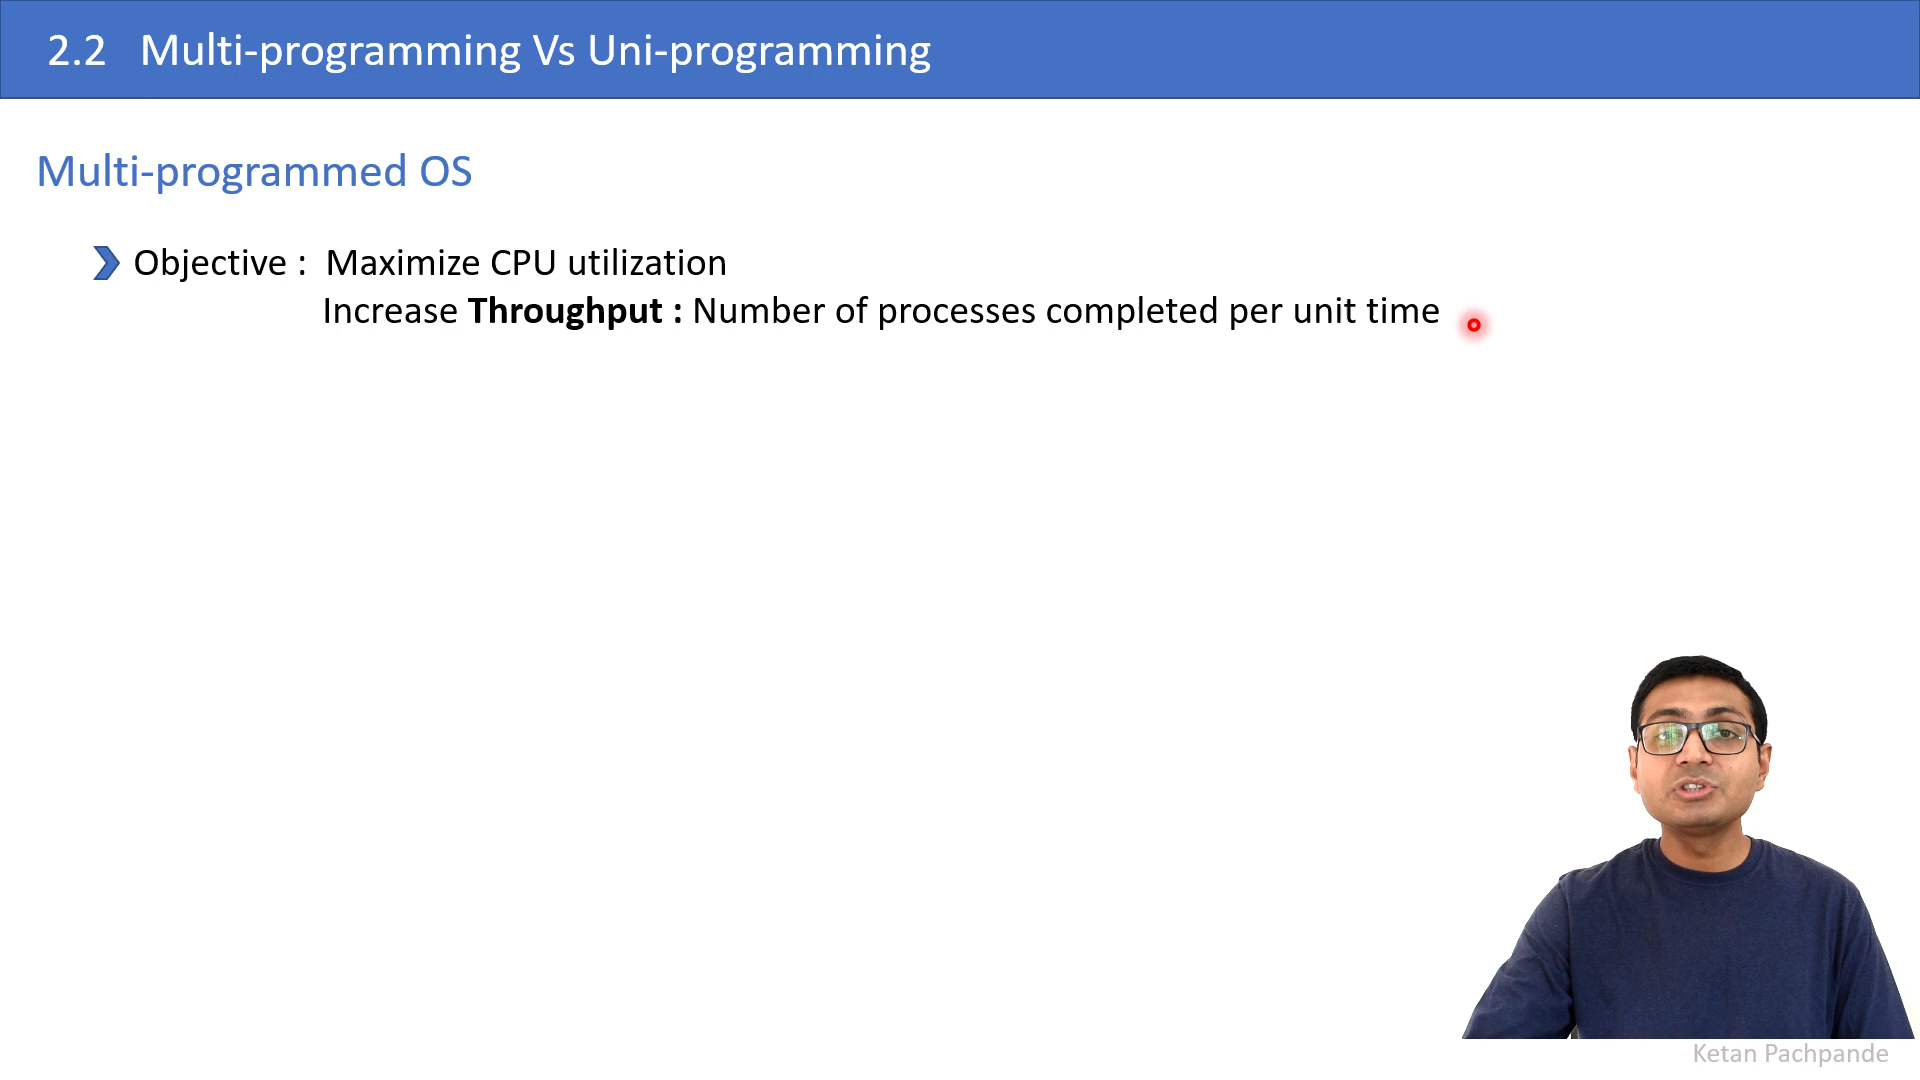 2.2 Multi-programming Vs Uni-programming
Multi-programmed OS
Objective : Maximize CPU utilization
Increase Throughput : Number of processes completed per unit time
Ketan Pachpande